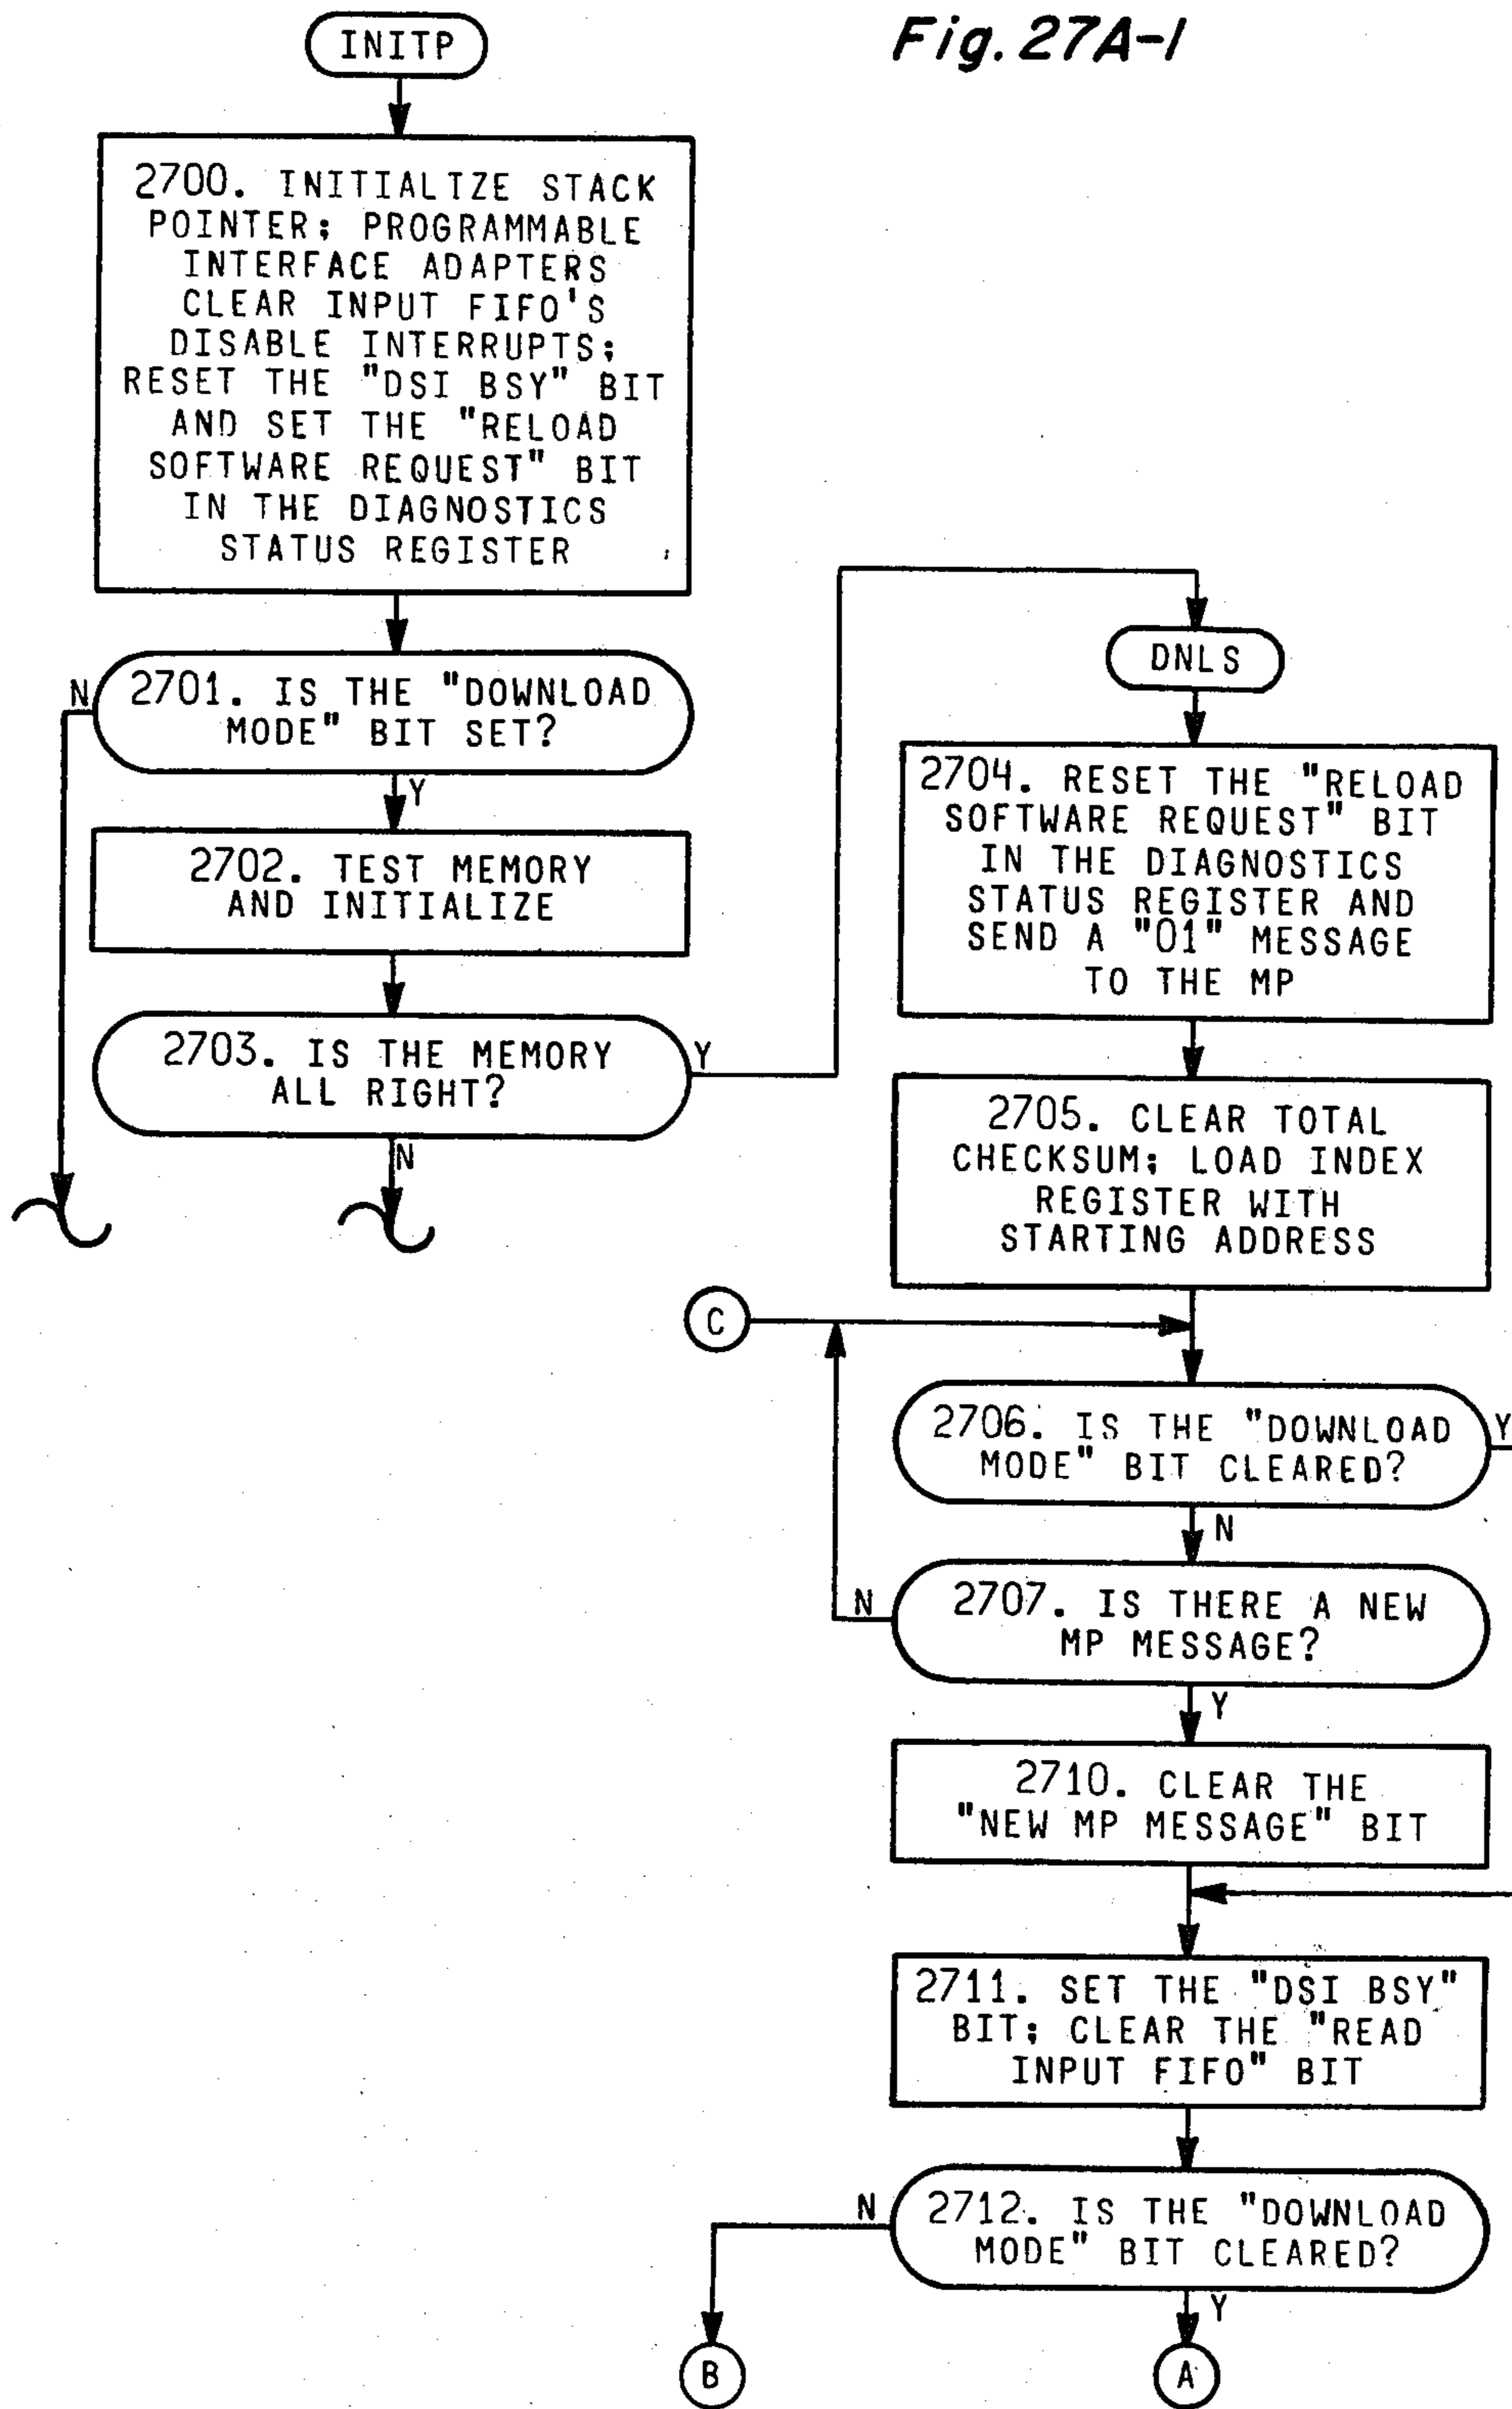 Fig. 27A-1
INITP
2700. INITIALIZE STACK
POINTER; PROGRAMMABLE
INTERFACE ADAPTERS
CLEAR INPUT FIFO'S
DISABLE INTERRUPTS;
RESET THE "DSI BSY" BIT
AND SET THE "RELOAD
SOFTWARE REQUEST" BIT
IN THE DIAGNOSTICS
STATUS REGISTER
N
2701. IS THE "DOWNLOAD
MODE" BIT SET?
Y
2702. TEST MEMORY
AND INITIALIZE
2703. IS THE MEMORY
ALL RIGHT?
Y
N
DNLS
2704. RESET THE "RELOAD
SOFTWARE REQUEST" BIT
IN THE DIAGNOSTICS
STATUS REGISTER AND
SEND A "01" MESSAGE
TO THE MP
2705. CLEAR TOTAL
CHECKSUM; LOAD INDEX
REGISTER WITH
STARTING ADDRESS
C
2706. IS THE "DOWNLOAD
MODE" BIT CLEARED?
Y
N
2707. IS THERE A NEW
MP MESSAGE?
N
Y
2710. CLEAR THE
"NEW MP MESSAGE" BIT
2711. SET THE "DSI BSY"
BIT; CLEAR THE "READ
INPUT FIFO" BIT
2712. IS THE "DOWNLOAD
MODE" BIT CLEARED?
N
Y
B
A